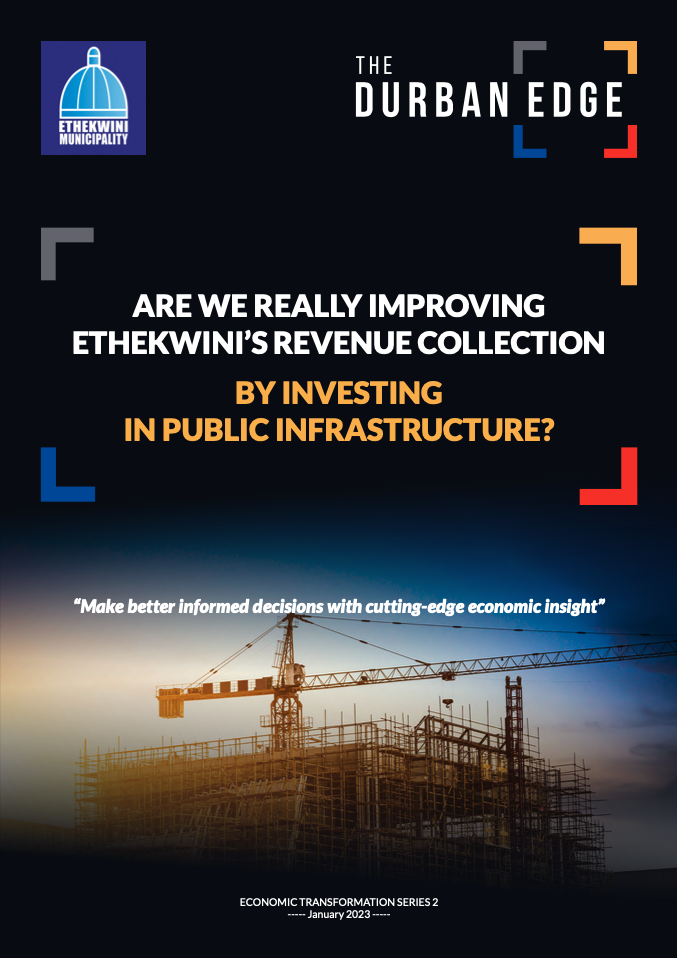 ETHEKWINI
MUNICIPALITY
THE
DURBAN EDGE
ARE WE REALLY IMPROVING
ETHEKWINI'S REVENUE COLLECTION
BY INVESTING
IN PUBLIC INFRASTRUCTURE?
“Make better informed decisions with cutting-edge economic insight”
ECONOMIC TRANSFORMATION SERIES 2
----- January 2023 -----